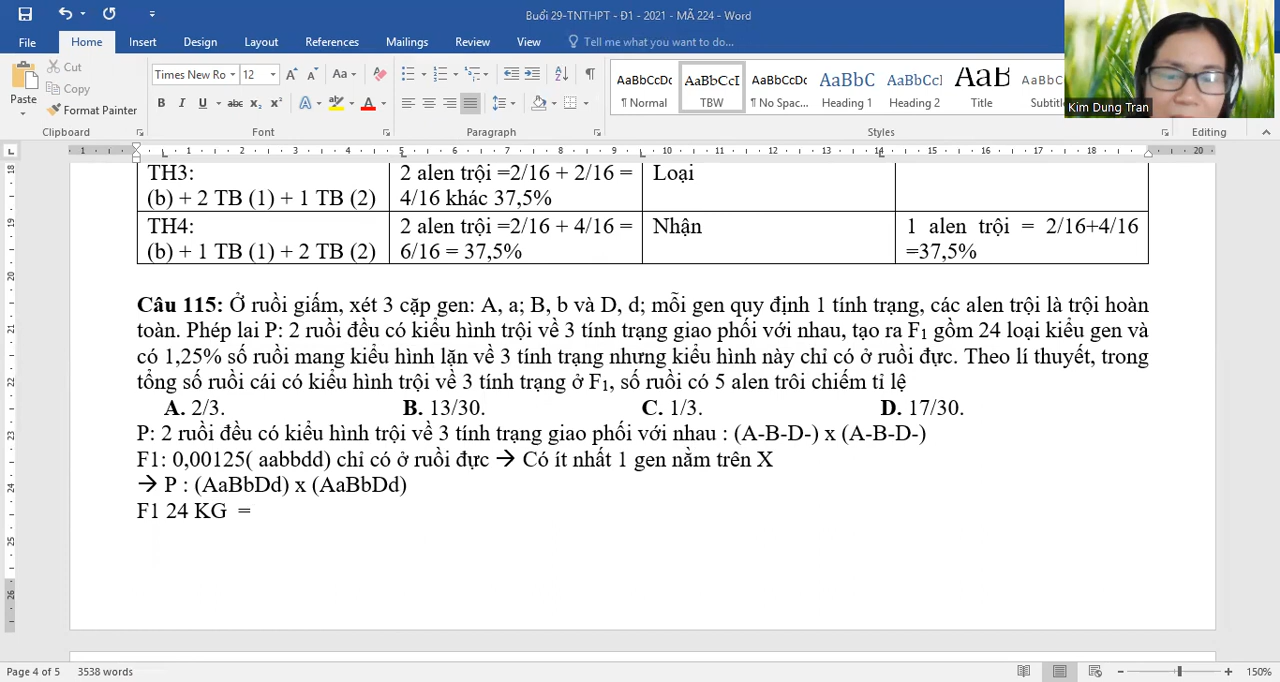 Buổi 29-TNTHPT - Đ1 - 2021 - MÃ 224 - Word
File Home Insert Design Layout References Mailings Review View Tell me what you want to do...
Kim Dung Tran
Paste
Cut
Copy
Format Painter
Times New Ro 12
AaBbCcDc AaBbCcI AaBbCcDc AaBbC AaBbCcI AaB AaBbCcD
¶ Normal TBW ¶ No Spac... Heading 1 Heading 2 Title Subtitle
Clipboard Font Paragraph Styles Editing
TH3:
(b) + 2 TB (1) + 1 TB (2)
2 alen trội =2/16 + 2/16 =
4/16 khác 37,5%
Loại
TH4:
(b) + 1 TB (1) + 2 TB (2)
2 alen trội =2/16 + 4/16 =
6/16 = 37,5%
Nhận
1 alen trội = 2/16+4/16
=37,5%
Câu 115: Ở ruồi giấm, xét 3 cặp gen: A, a; B, b và D, d; mỗi gen quy định 1 tính trạng, các alen trội là trội hoàn
toàn. Phép lai P: 2 ruồi đều có kiểu hình trội về 3 tính trạng giao phối với nhau, tạo ra F1 gồm 24 loại kiểu gen và
có 1,25% số ruồi mang kiểu hình lặn về 3 tính trạng nhưng kiểu hình này chỉ có ở ruồi đực. Theo lí thuyết, trong
tổng số ruồi cái có kiểu hình trội về 3 tính trạng ở F1, số ruồi có 5 alen trôi chiếm tỉ lệ
A. 2/3. B. 13/30. C. 1/3. D. 17/30.
P: 2 ruồi đều có kiểu hình trội về 3 tính trạng giao phối với nhau : (A-B-D-) x (A-B-D-)
F1: 0,00125( aabbdd) chỉ có ở ruồi đực → Có ít nhất 1 gen nằm trên X
→ P : (AaBbDd) x (AaBbDd)
F1 24 KG =
Page 4 of 5 3538 words 150%